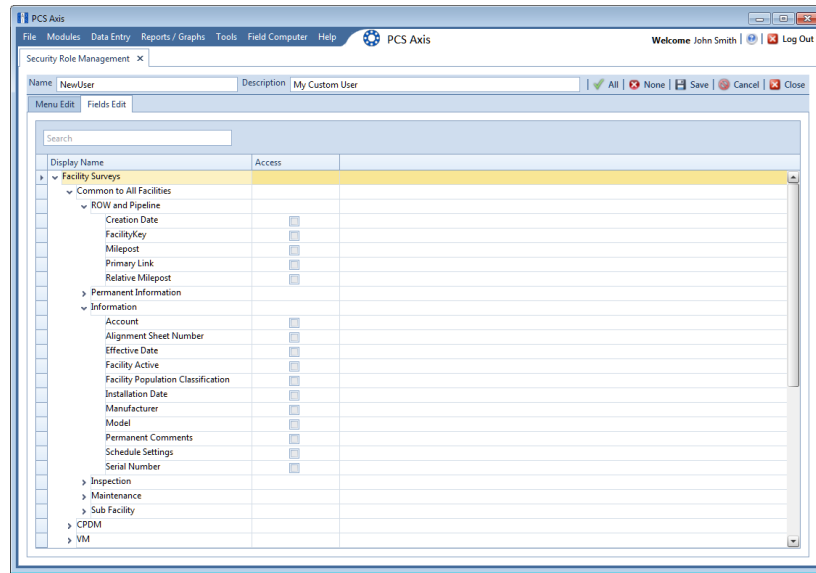 PCS Axis
File Modules Data Entry Reports / Graphs Tools Field Computer Help PCS Axis Welcome John Smith | Log Out
Security Role Management
Name NewUser Description My Custom User | All | None | Save | Cancel | Close
Menu Edit Fields Edit
Search
Display Name Access
Facility Surveys
Common to All Facilities
ROW and Pipeline
Creation Date
FacilityKey
Milepost
Primary Link
Relative Milepost
Permanent Information
Information
Account
Alignment Sheet Number
Effective Date
Facility Active
Facility Population Classification
Installation Date
Manufacturer
Model
Permanent Comments
Schedule Settings
Serial Number
Inspection
Maintenance
Sub Facility
CPDM
VM